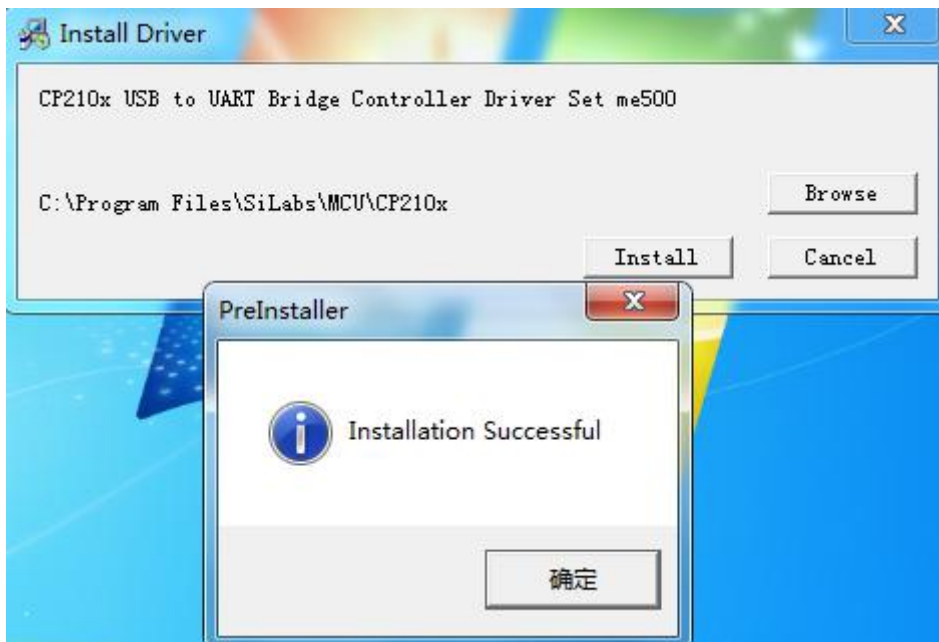 Install Driver
CP210x USB to UART Bridge Controller Driver Set me500
C:\Program Files\SiLabs\MCU\CP210x
Browse
Install
Cancel
PreInstaller
Installation Successful
确定